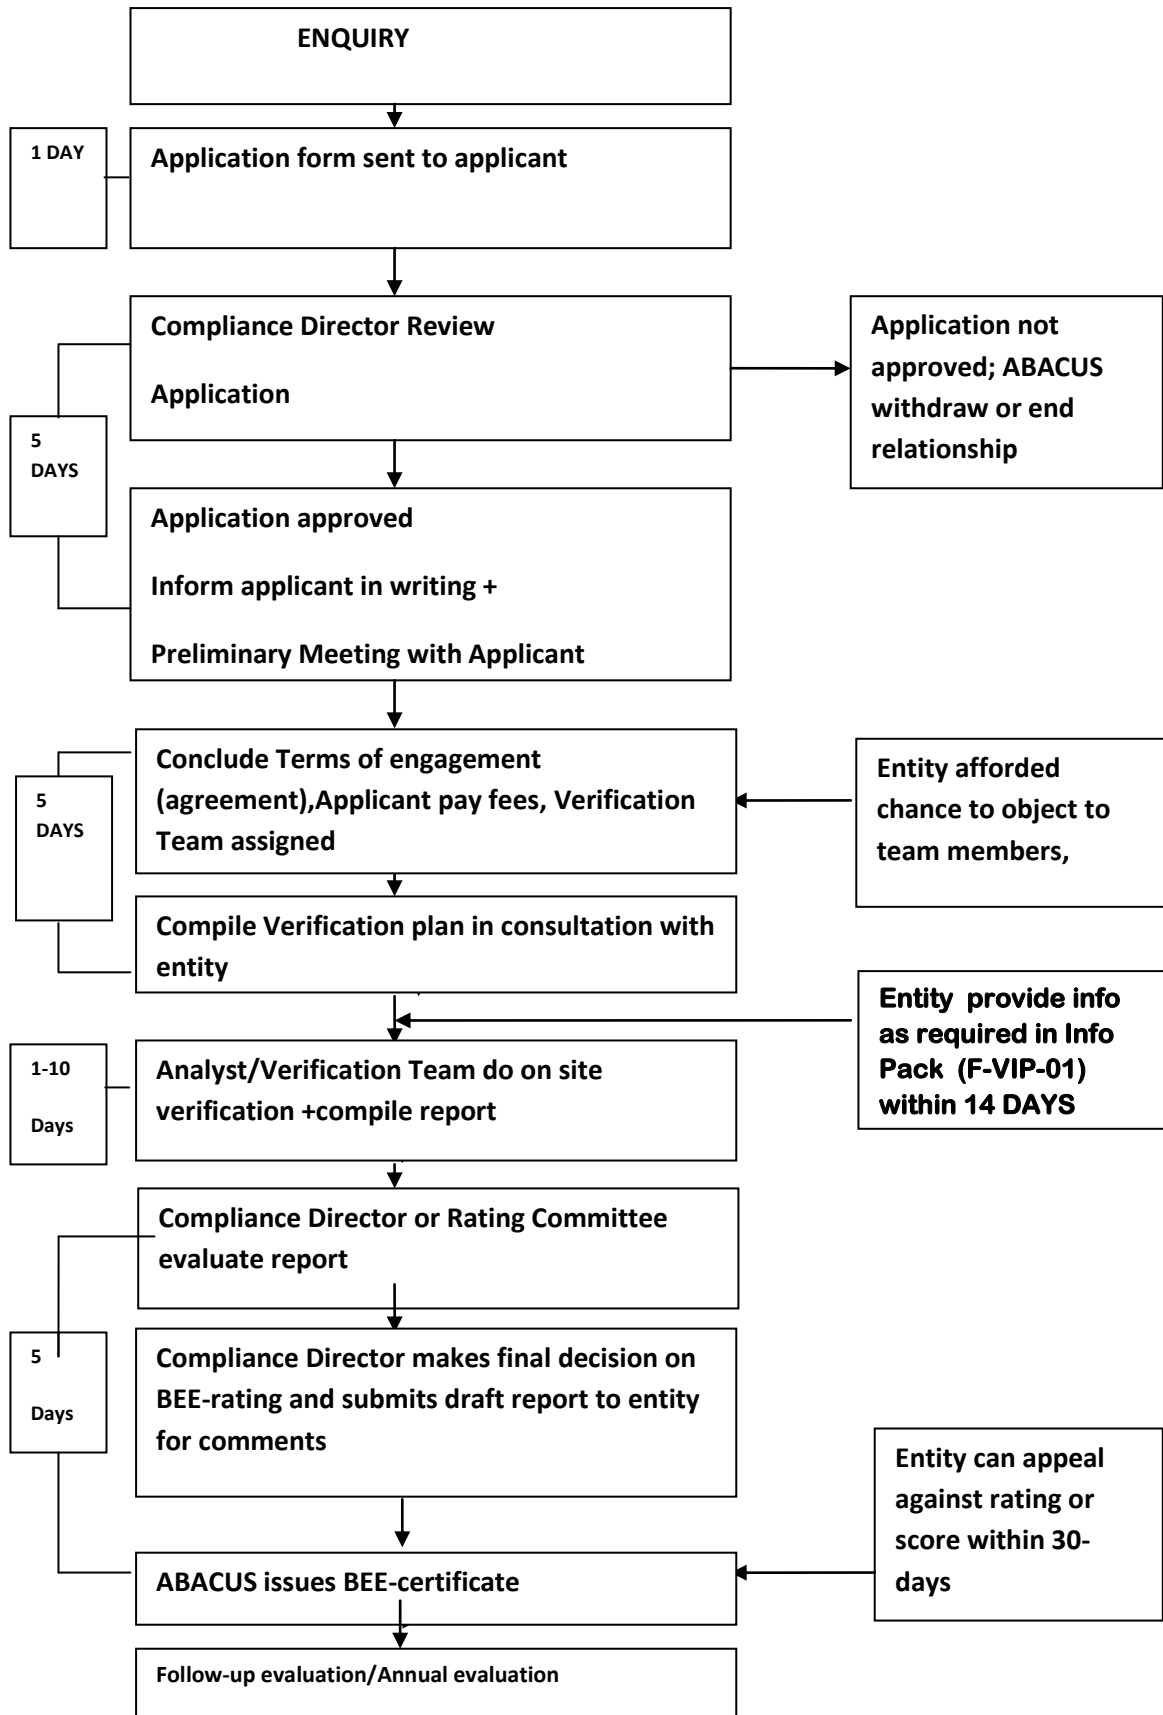 ENQUIRY
1 DAY
Application form sent to applicant
Compliance Director Review
Application
Application not
approved; ABACUS
withdraw or end
relationship
5
DAYS
Application approved
Inform applicant in writing +
Preliminary Meeting with Applicant
Conclude Terms of engagement
(agreement),Applicant pay fees, Verification
Team assigned
Entity afforded
chance to object to
team members,
5
DAYS
Compile Verification plan in consultation with
entity
Entity provide info
as required in Info
Pack (F-VIP-01)
within 14 DAYS
1-10
Days
Analyst/Verification Team do on site
verification +compile report
Compliance Director or Rating Committee
evaluate report
5
Days
Compliance Director makes final decision on
BEE-rating and submits draft report to entity
for comments
Entity can appeal
against rating or
score within 30-
days
ABACUS issues BEE-certificate
Follow-up evaluation/Annual evaluation